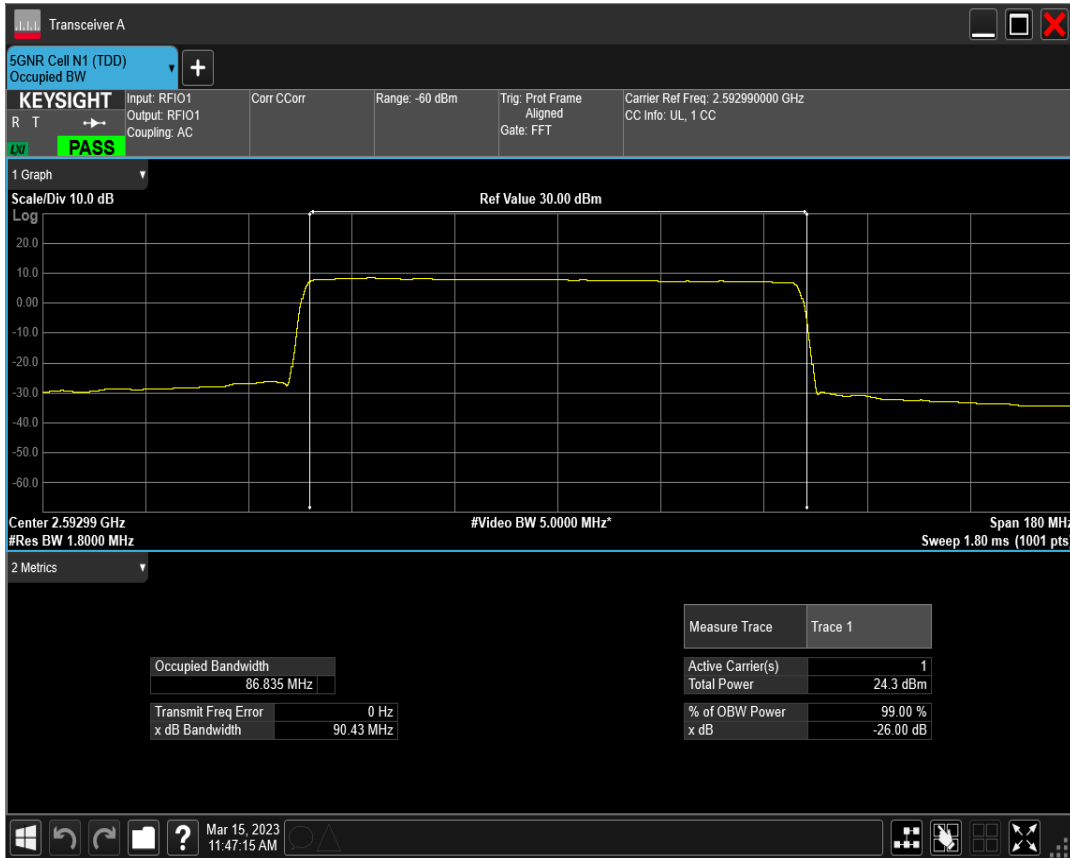 Transceiver A
5GNR Cell N1 (TDD)
Occupied BW
+
KEYSIGHT
R T
LXI
PASS
Input: RFIO1
Output: RFIO1
Coupling: AC
Corr CCorr
Range: -60 dBm
Trig: Prot Frame
Aligned
Gate: FFT
Carrier Ref Freq: 2.592990000 GHz
CC Info: UL, 1 CC
1 Graph
Scale/Div 10.0 dB
Ref Value 30.00 dBm
Log
20.0
10.0
0.00
-10.0
-20.0
-30.0
-40.0
-50.0
-60.0
Center 2.59299 GHz
#Video BW 5.0000 MHz*
Span 180 MHz
#Res BW 1.8000 MHz
Sweep 1.80 ms (1001 pts)
2 Metrics
Measure Trace Trace 1
Occupied Bandwidth
86.835 MHz
Active Carrier(s) 1
Total Power 24.3 dBm
Transmit Freq Error 0 Hz
x dB Bandwidth 90.43 MHz
% of OBW Power 99.00 %
x dB -26.00 dB
?
Mar 15, 2023
11:47:15 AM